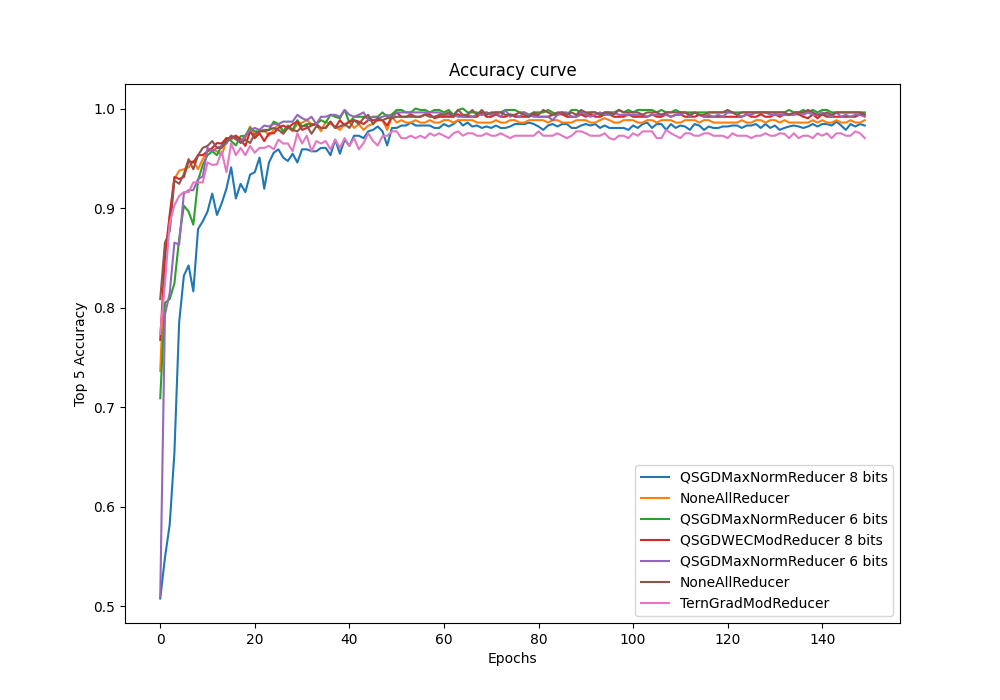 Accuracy curve
Top 5 Accuracy
1.0
0.9
0.8
0.7
0.6
0.5
0
20
40
60
80
100
120
140
Epochs
QSGDMaxNormReducer 8 bits
NoneAllReducer
QSGDMaxNormReducer 6 bits
QSGDWECModReducer 8 bits
QSGDMaxNormReducer 6 bits
NoneAllReducer
TernGradModReducer